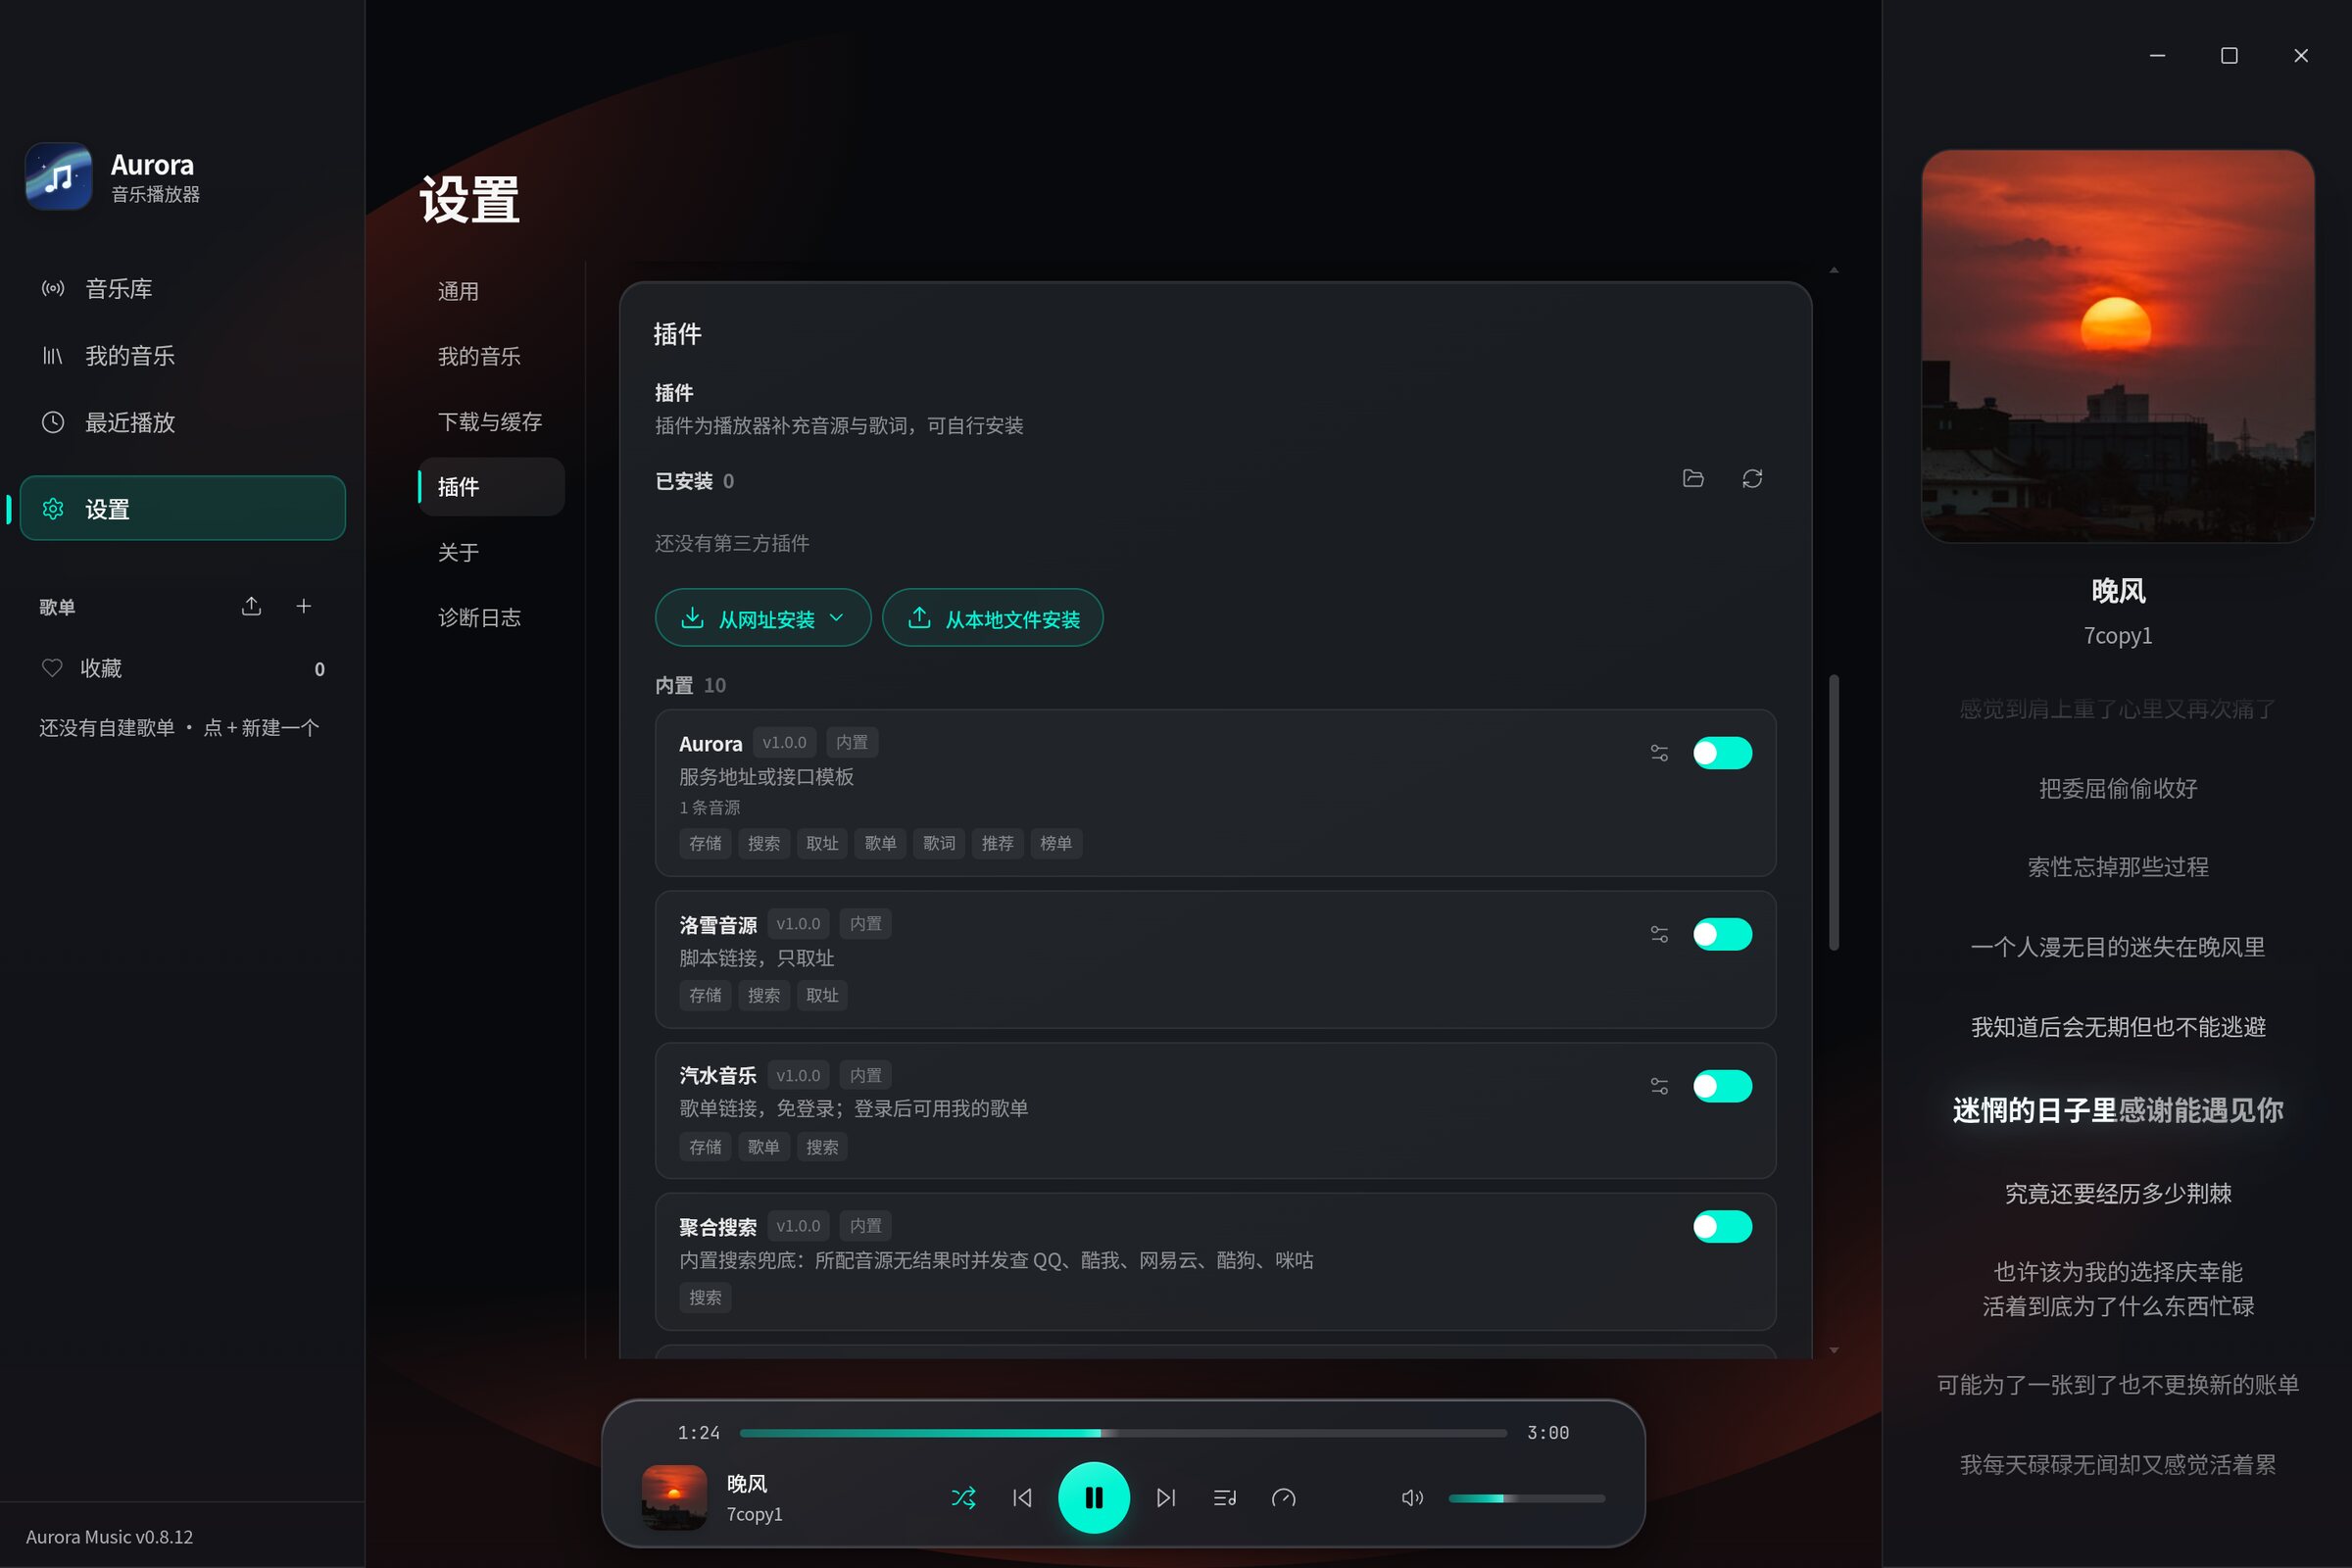 Aurora
音乐播放器
音乐库
我的音乐
最近播放
设置
歌单
收藏 0
还没有自建歌单 · 点 + 新建一个
Aurora Music v0.8.12
设置
通用
我的音乐
下载与缓存
插件
关于
诊断日志
插件
插件
插件为播放器补充音源与歌词，可自行安装
已安装 0
还没有第三方插件
从网址安装 从本地文件安装
内置 10
Aurora v1.0.0 内置
服务地址或接口模板
1 条音源
存储 搜索 取址 歌单 歌词 推荐 榜单
洛雪音源 v1.0.0 内置
脚本链接，只取址
存储 搜索 取址
汽水音乐 v1.0.0 内置
歌单链接，免登录；登录后可用我的歌单
存储 歌单 搜索
聚合搜索 v1.0.0 内置
内置搜索兜底：所配音源无结果时并发查 QQ、酷我、网易云、酷狗、咪咕
搜索
1:24 3:00
晚风
7copy1
晚风
7copy1
感觉到肩上重了心里又再次痛了
把委屈偷偷收好
索性忘掉那些过程
一个人漫无目的迷失在晚风里
我知道后会无期但也不能逃避
迷惘的日子里感谢能遇见你
究竟还要经历多少荆棘
也许该为我的选择庆幸能
活着到底为了什么东西忙碌
可能为了一张到了也不更换新的账单
我每天碌碌无闻却又感觉活着累